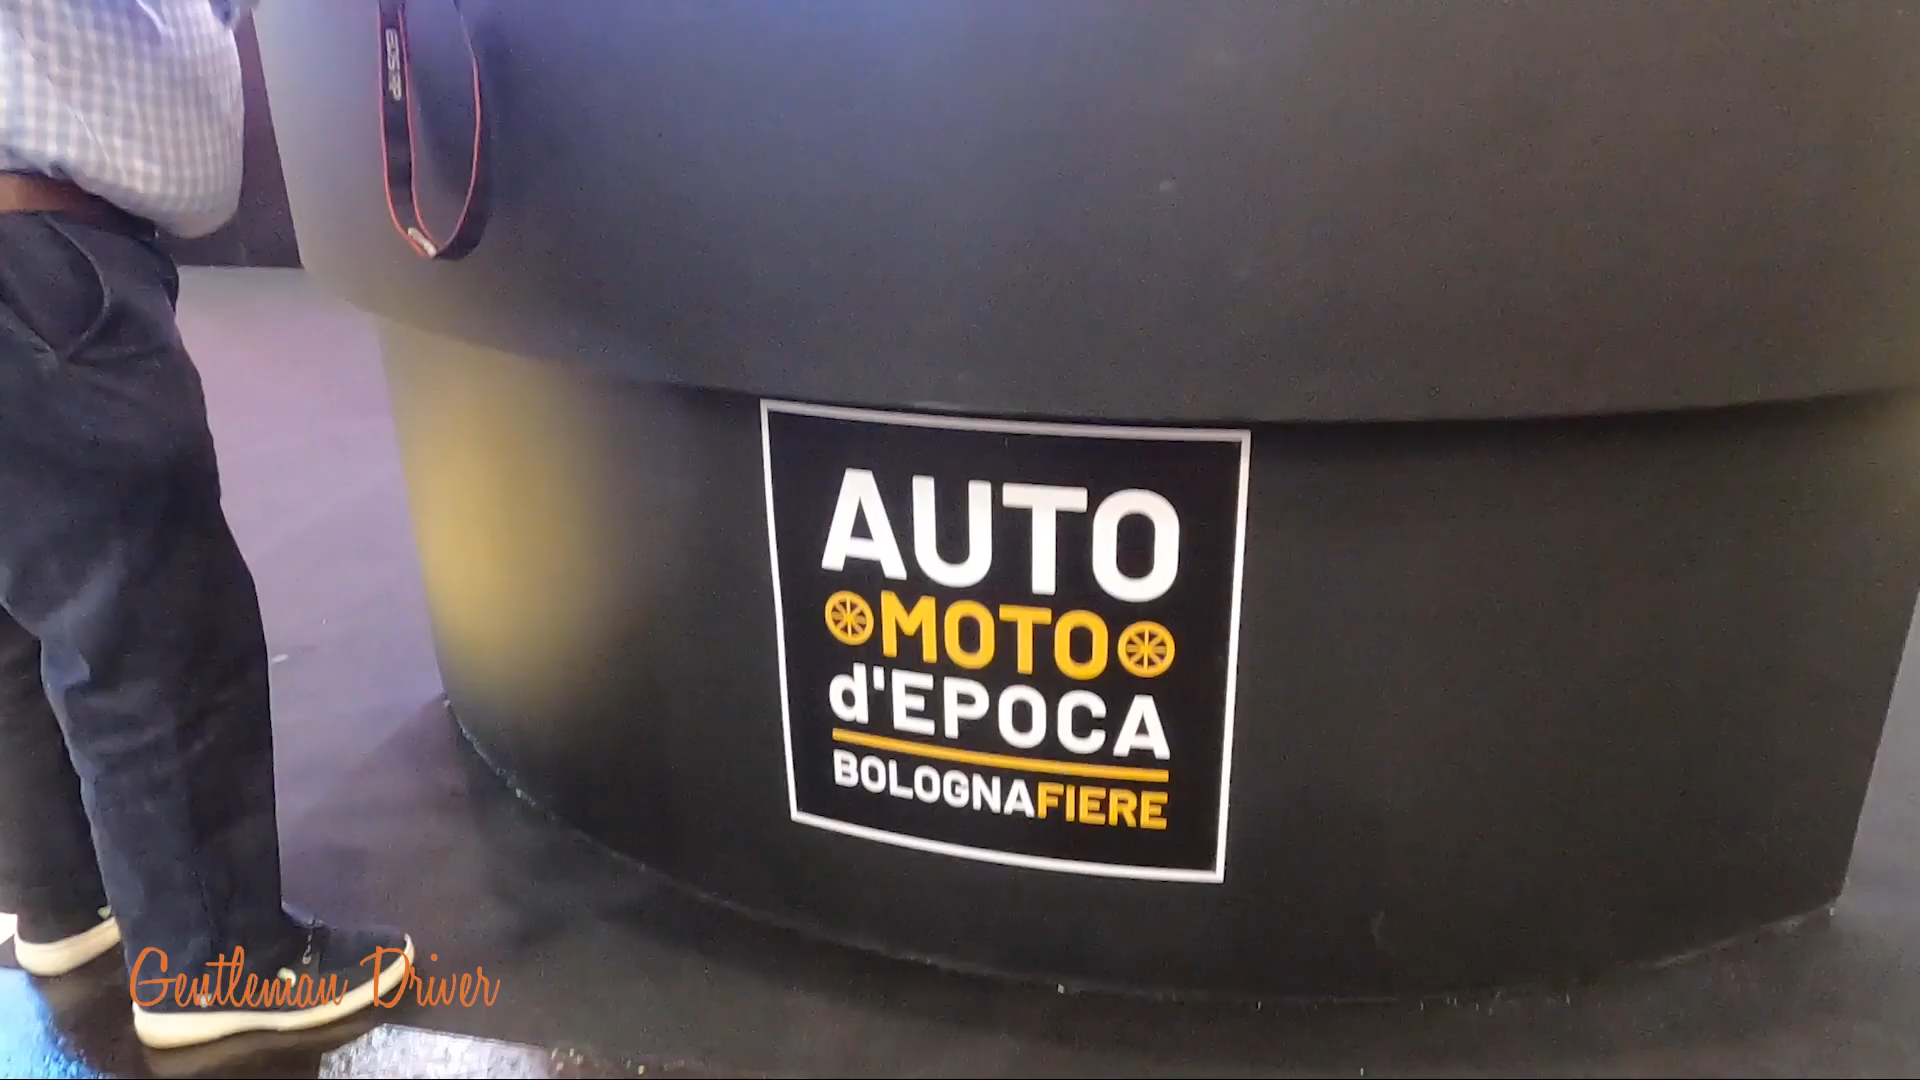 AUTO
MOTO
d'EPOCA
BOLOGNAFIERE
Gentleman Driver